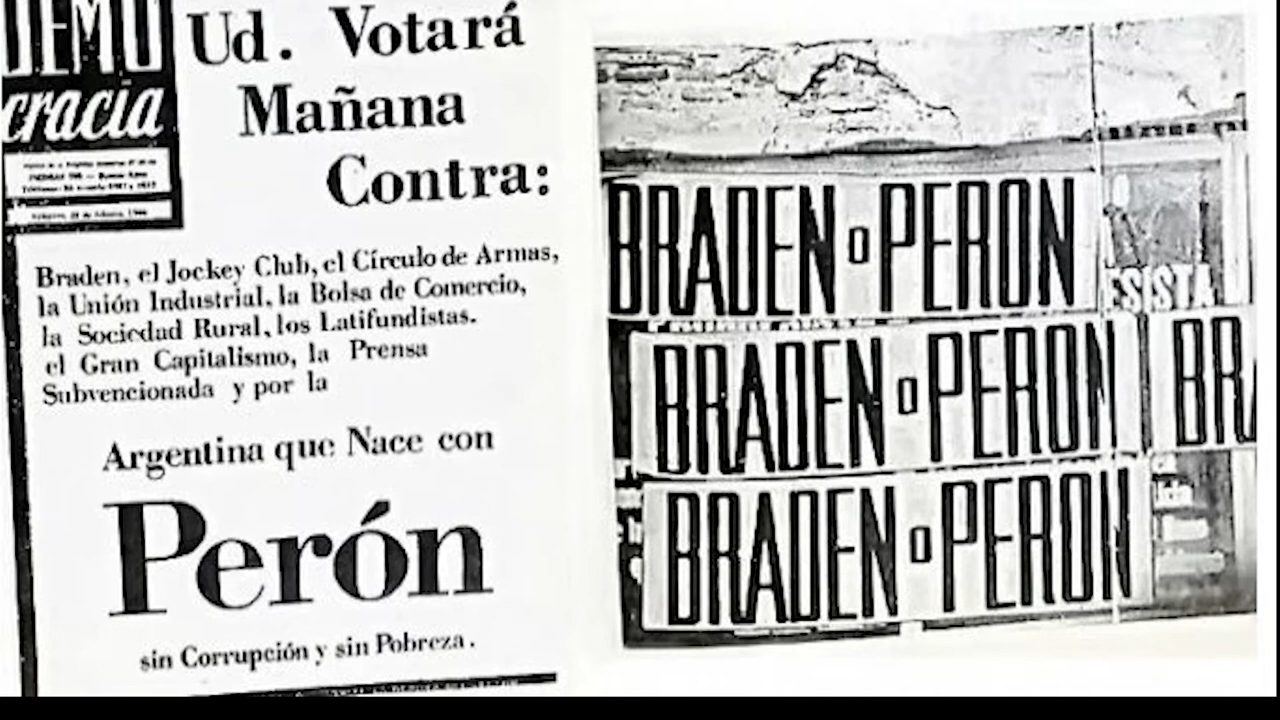 DEMO
cracia
Ud. Votará
Mañana
Contra:
Braden, el Jockey Club, el Círculo de Armas,
la Unión Industrial, la Bolsa de Comercio,
la Sociedad Rural, los Latifundistas.
el Gran Capitalismo, la Prensa
Subvencionada y por la
Argentina que Nace con
Perón
sin Corrupción y sin Pobreza.
BRADEN o PERON
ESISTA
BRADEN o PERON
BR
BRADEN o PERON